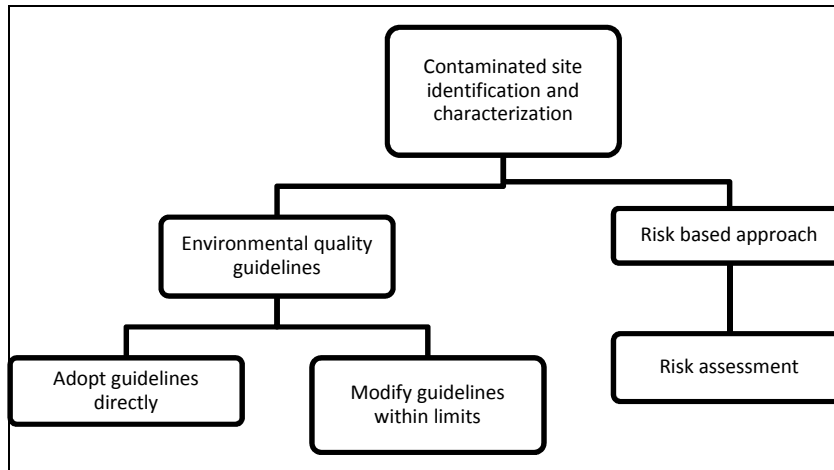 Contaminated site
identification and
characterization
Environmental quality
guidelines
Risk based approach
Adopt guidelines
directly
Modify guidelines
within limits
Risk assessment